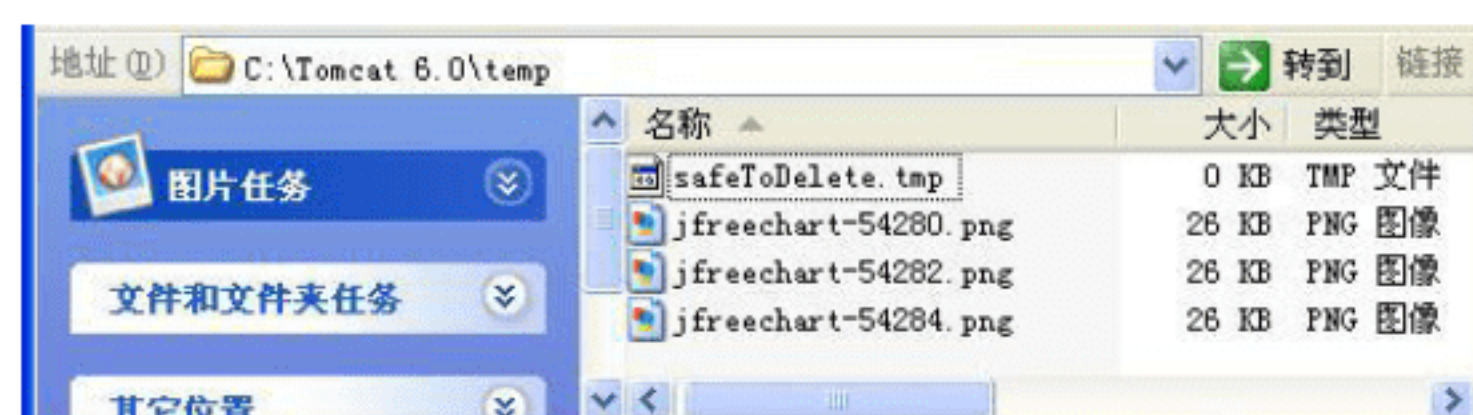 地址(D) C:\Tomcat 6.0\temp 转到 链接
名称 大小 类型
图片任务
safeToDelete.tmp 0 KB TMP 文件
jfreechart-54280.png 26 KB PNG 图像
文件和文件夹任务
jfreechart-54282.png 26 KB PNG 图像
jfreechart-54284.png 26 KB PNG 图像
其它位置